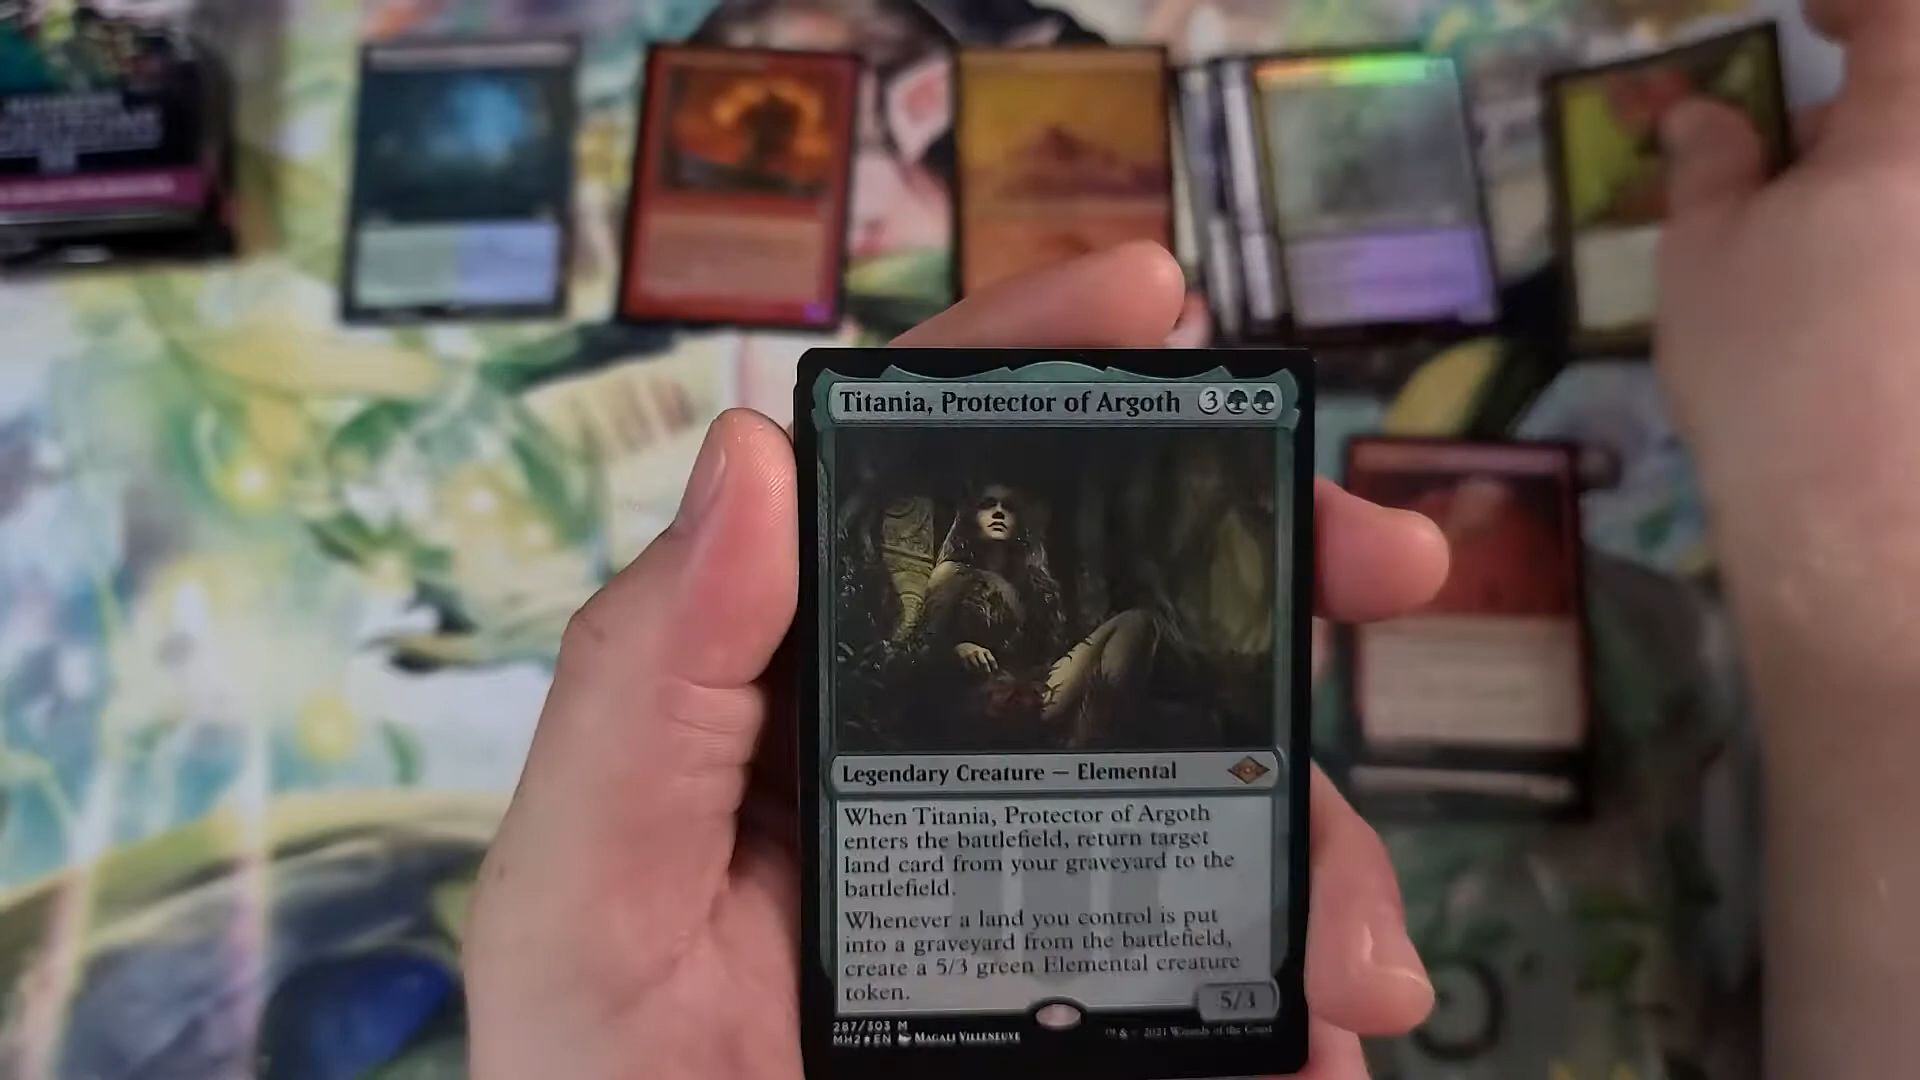 Titania, Protector of Argoth 3
Legendary Creature — Elemental
When Titania, Protector of Argoth
enters the battlefield, return target
land card from your graveyard to the
battlefield.
Whenever a land you control is put
into a graveyard from the battlefield,
create a 5/3 green Elemental creature
token.
5/3
287/303 M
MH2 ★ EN MAGALI VILLENEUVE
™ & © 2021 Wizards of the Coast